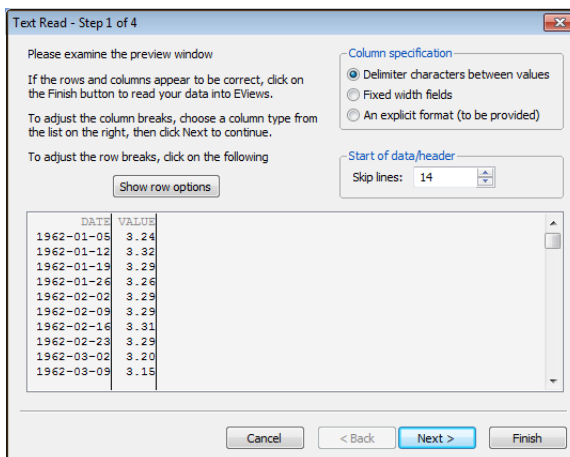 Text Read - Step 1 of 4
Please examine the preview window
If the rows and columns appear to be correct, click on
the Finish button to read your data into EViews.
To adjust the column breaks, choose a column type from
the list on the right, then click Next to continue.
To adjust the row breaks, click on the following
Show row options
Column specification
Delimiter characters between values
Fixed width fields
An explicit format (to be provided)
Start of data/header
Skip lines: 14
DATE VALUE
1962-01-05 3.24
1962-01-12 3.32
1962-01-19 3.29
1962-01-26 3.26
1962-02-02 3.29
1962-02-09 3.29
1962-02-16 3.31
1962-02-23 3.29
1962-03-02 3.20
1962-03-09 3.15
Cancel < Back Next > Finish